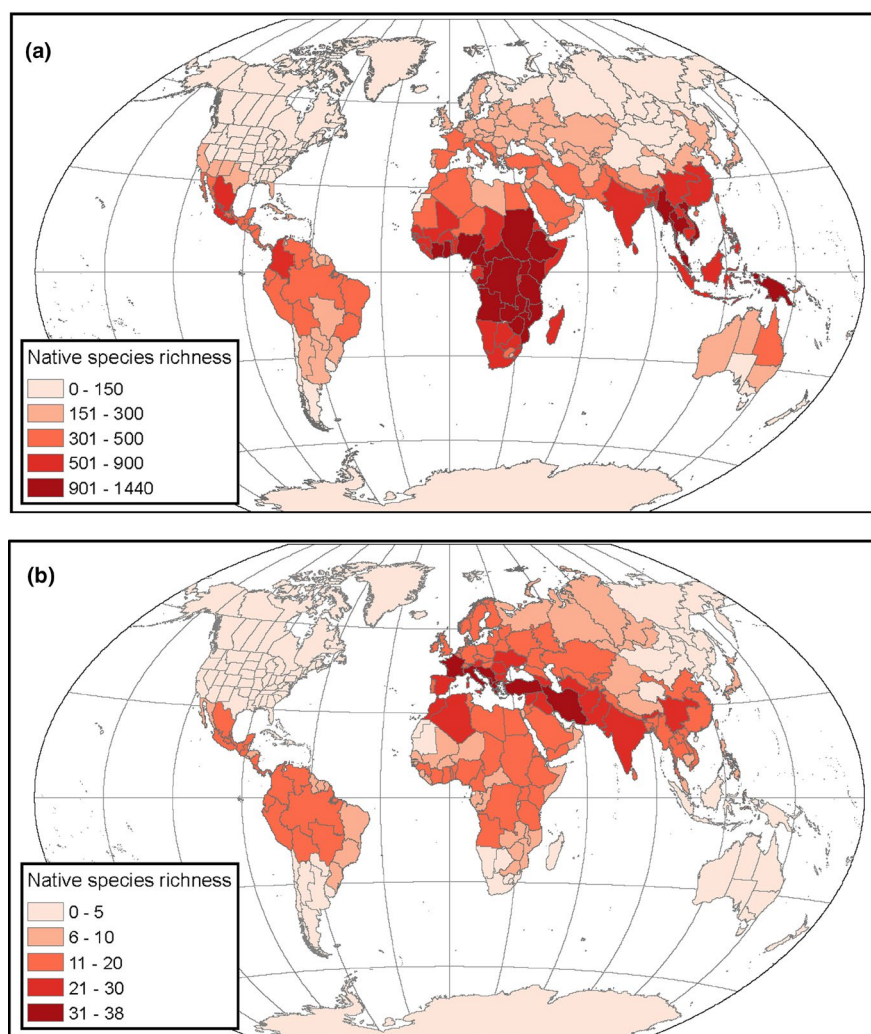 (a)
Native species richness
0 - 150
151 - 300
301 - 500
501 - 900
901 - 1440
(b)
Native species richness
0 - 5
6 - 10
11 - 20
21 - 30
31 - 38